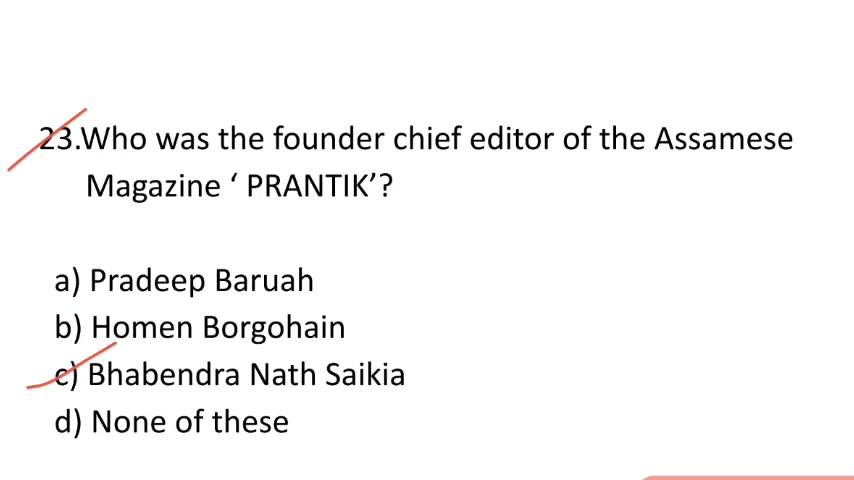 23.Who was the founder chief editor of the Assamese
Magazine ‘ PRANTIK’?
a) Pradeep Baruah
b) Homen Borgohain
c) Bhabendra Nath Saikia
d) None of these